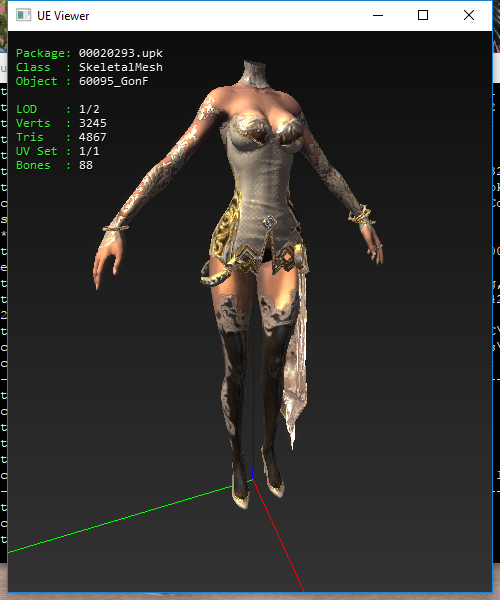 UE Viewer
Package: 00020293.upk
Class : SkeletalMesh
Object : 60095_GonF
LOD : 1/2
Verts : 3245
Tris : 4867
UV Set : 1/1
Bones : 88